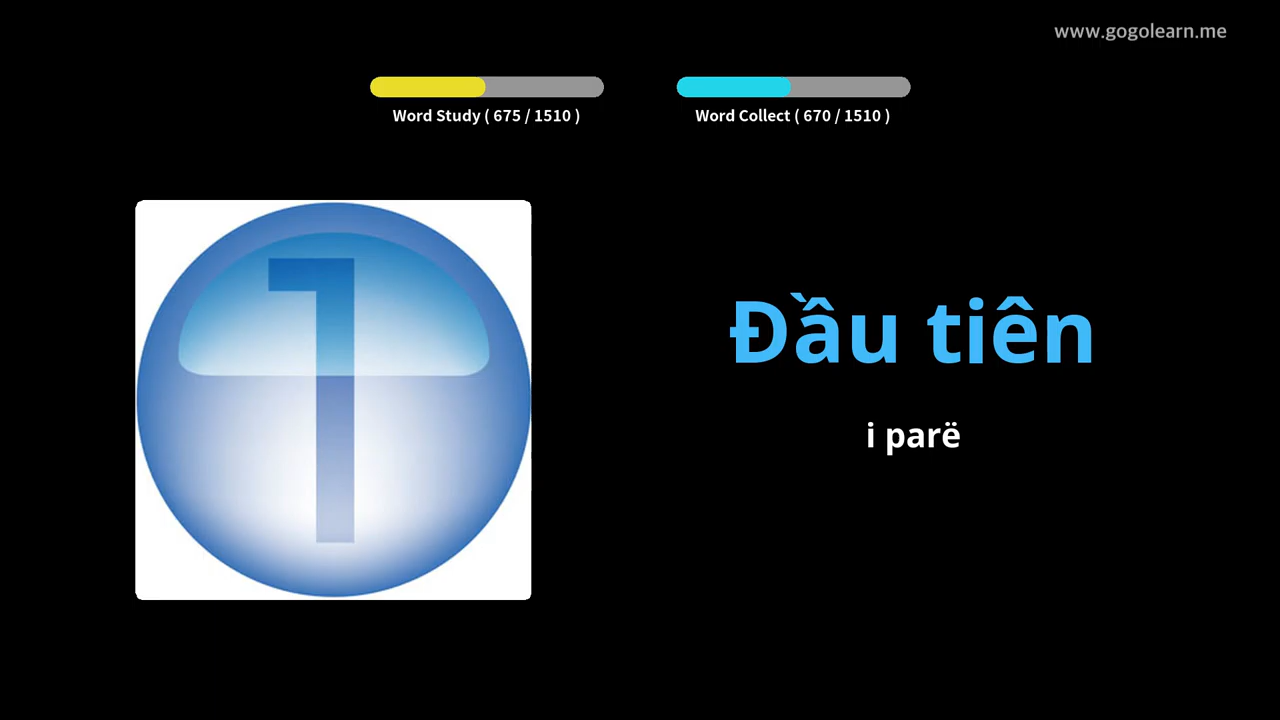 www.gogolearn.me
Word Study ( 675 / 1510 )
Word Collect ( 670 / 1510 )
1
Đầu tiên
i parë